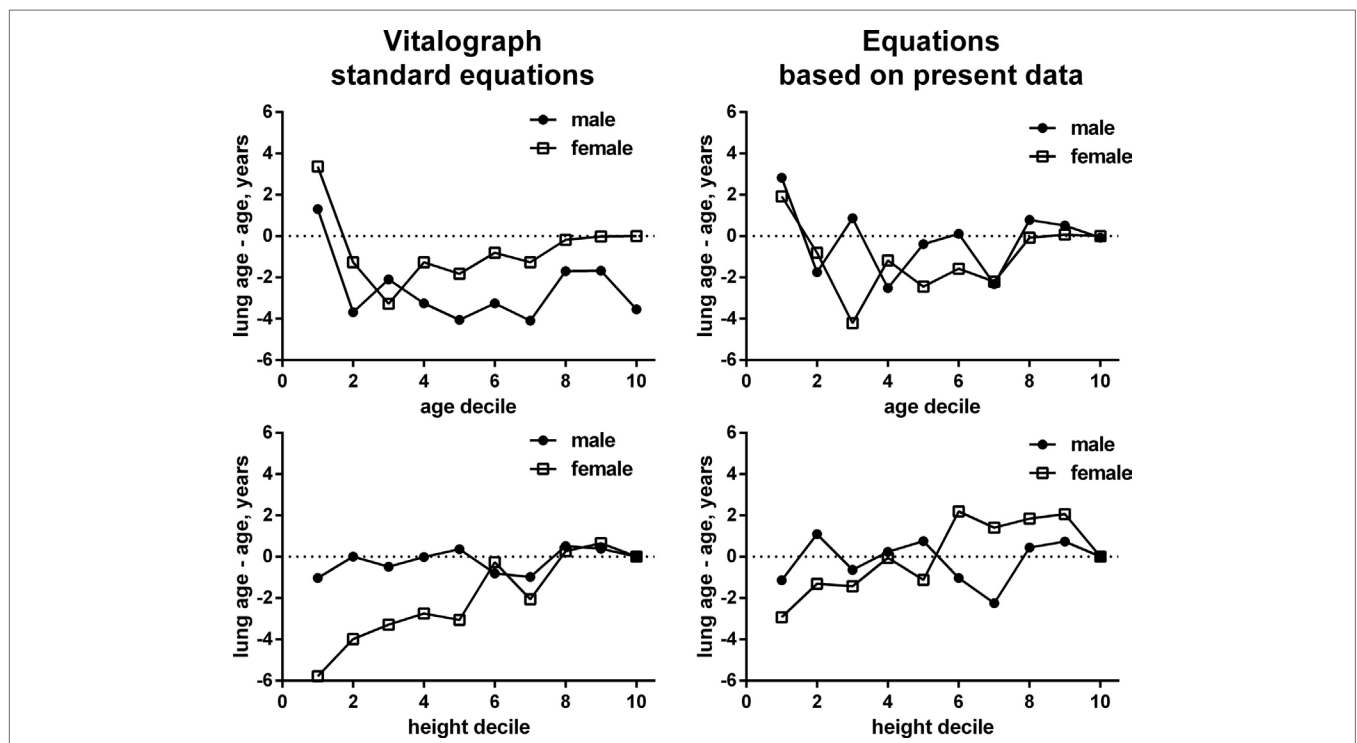 Vitalograph
standard equations
Equations
based on present data
6
4
2
0
-2
-4
-6
lung age - age, years
male
female
0 2 4 6 8 10
age decile
6
4
2
0
-2
-4
-6
lung age - age, years
male
female
0 2 4 6 8 10
age decile
6
4
2
0
-2
-4
-6
lung age - age, years
male
female
0 2 4 6 8 10
height decile
6
4
2
0
-2
-4
-6
lung age - age, years
male
female
0 2 4 6 8 10
height decile